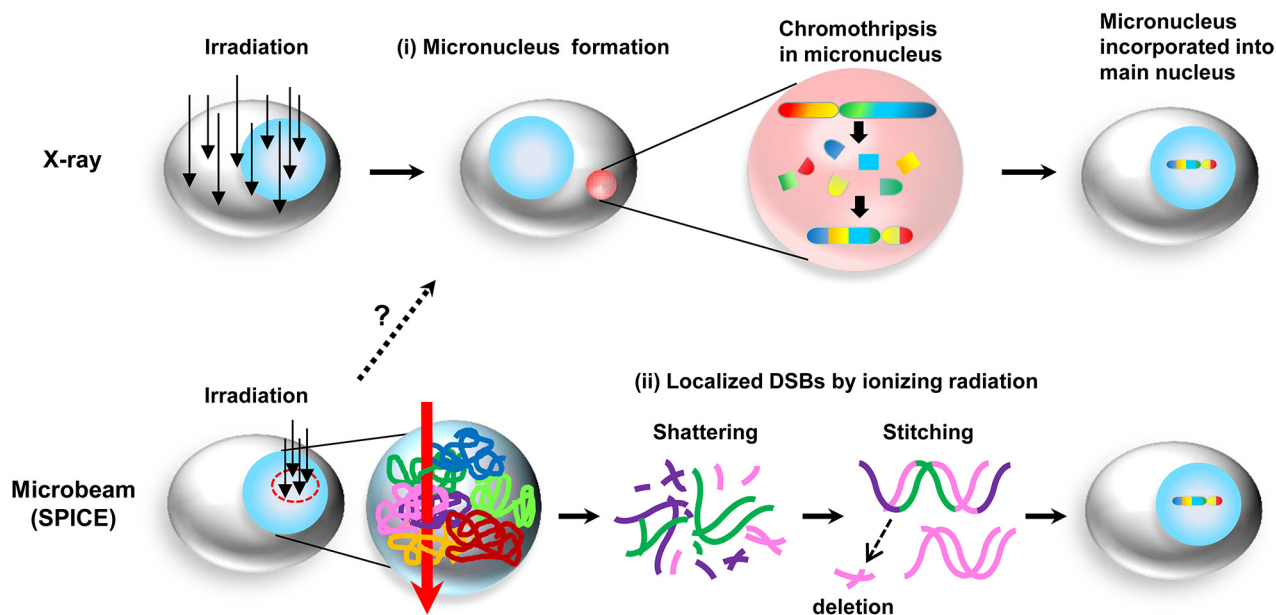 Irradiation
(i) Micronucleus formation
Chromothripsis
in micronucleus
Micronucleus
incorporated into
main nucleus
X-ray
?
Irradiation
(ii) Localized DSBs by ionizing radiation
Shattering
Stitching
Microbeam
(SPICE)
deletion